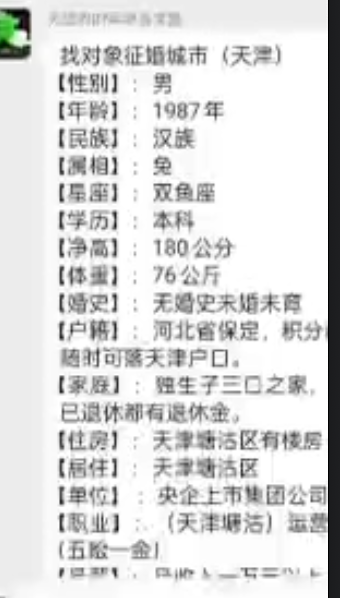 找对象征婚城市（天津）
【性别】：男
【年龄】：1987年
【民族】：汉族
【属相】：兔
【星座】：双鱼座
【学历】：本科
【净高】：180公分
【体重】：76公斤
【婚史】：无婚史未婚未育
【户籍】：河北省保定，积分
随时可落天津户口。
【家庭】：独生子三口之家，
已退休都有退休金。
【住房】：天津塘沽区有楼房
【居住】：天津塘沽区
【单位】：央企上市集团公司
【职业】：（天津塘沽）运营
(五险一金)